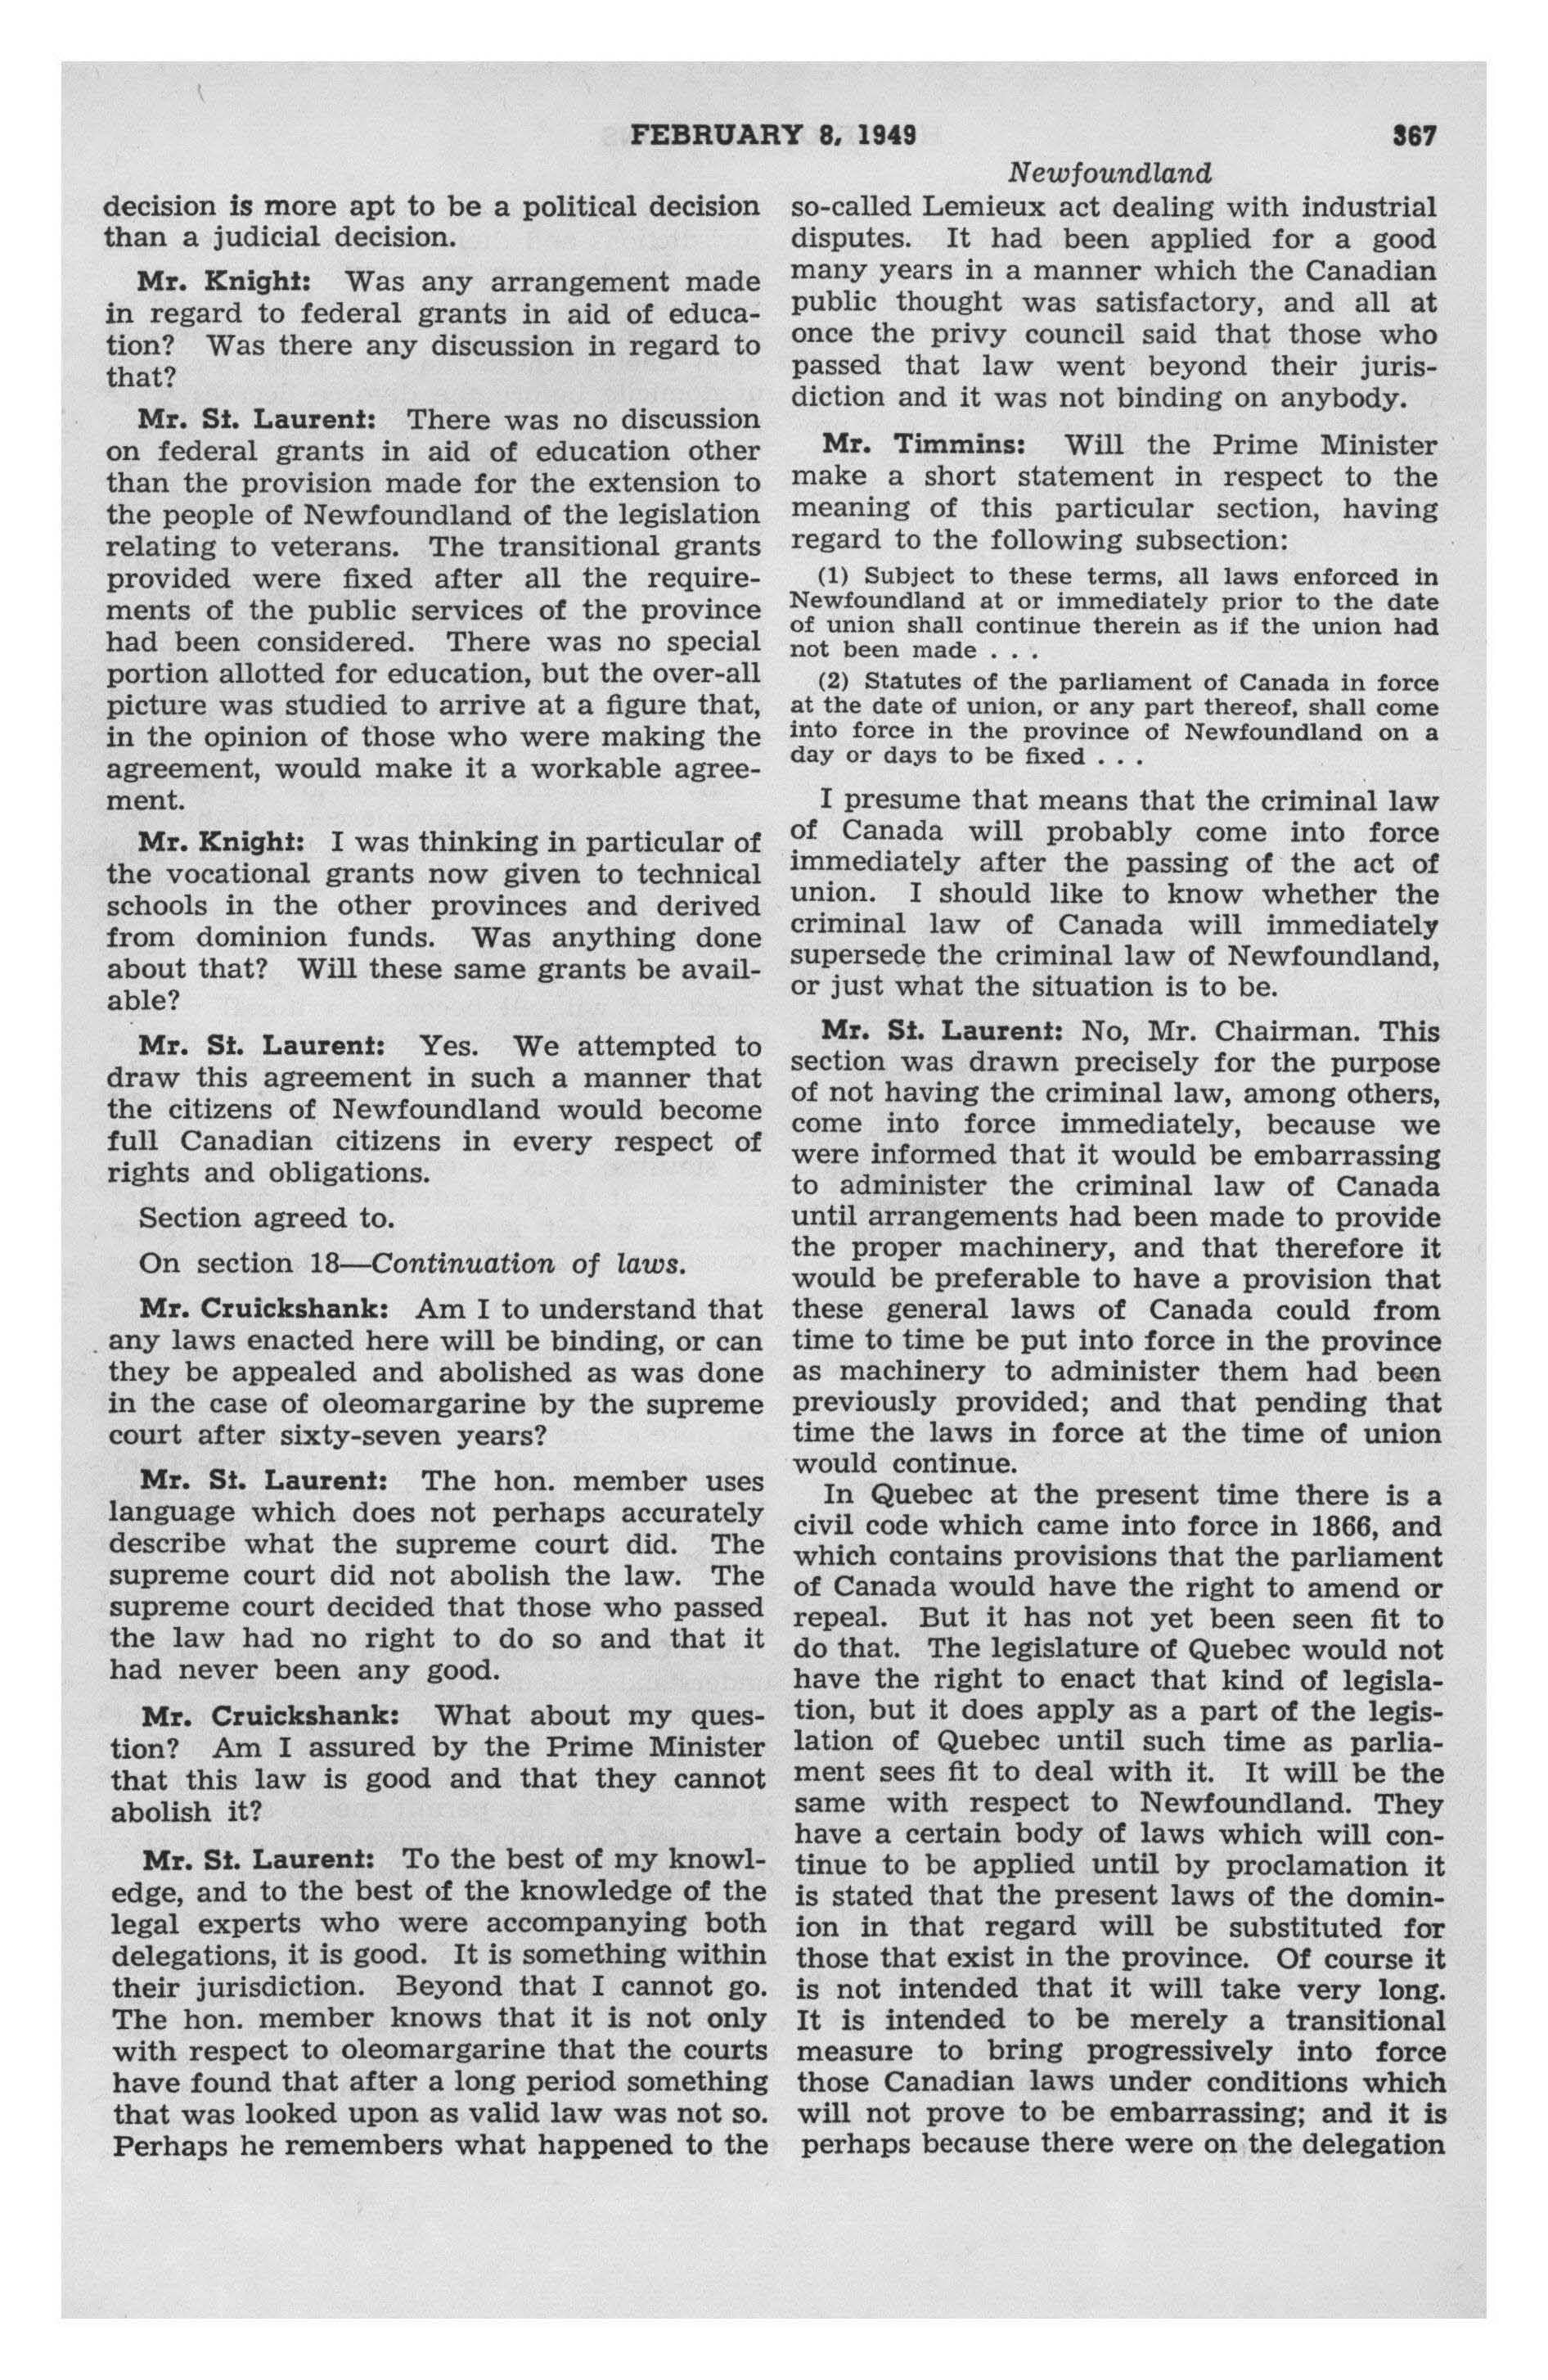 FEBRUARY 8, 1949
367
Newfoundland
decision is more apt to be a political decision
than a judicial decision.
Mr. Knight: Was any arrangement made
in regard to federal grants in aid of educa-
tion? Was there any discussion in regard to
that?
Mr. St. Laurent: There was no discussion
on federal grants in aid of education other
than the provision made for the extension to
the people of Newfoundland of the legislation
relating to veterans. The transitional grants
provided were fixed after all the require-
ments of the public services of the province
had been considered. There was no special
portion allotted for education, but the over-all
picture was studied to arrive at a figure that,
in the opinion of those who were making the
agreement, would make it a workable agree-
ment.
Mr. Knight: I was thinking in particular of
the vocational grants now given to technical
schools in the other provinces and derived
from dominion funds. Was anything done
about that? Will these same grants be avail-
able?
Mr. St. Laurent: Yes. We attempted to
draw this agreement in such a manner that
the citizens of Newfoundland would become
full Canadian citizens in every respect of
rights and obligations.
Section agreed to.
On section 18—Continuation of laws.
Mr. Cruickshank: Am I to understand that
any laws enacted here will be binding, or can
they be appealed and abolished as was done
in the case of oleomargarine by the supreme
court after sixty-seven years?
Mr. St. Laurent: The hon. member uses
language which does not perhaps accurately
describe what the supreme court did. The
supreme court did not abolish the law. The
supreme court decided that those who passed
the law had no right to do so and that it
had never been any good.
Mr. Cruickshank: What about my ques-
tion? Am I assured by the Prime Minister
that this law is good and that they cannot
abolish it?
Mr. St. Laurent: To the best of my knowl-
edge, and to the best of the knowledge of the
legal experts who were accompanying both
delegations, it is good. It is something within
their jurisdiction. Beyond that I cannot go.
The hon. member knows that it is not only
with respect to oleomargarine that the courts
have found that after a long period something
that was looked upon as valid law was not so.
Perhaps he remembers what happened to the
so-called Lemieux act dealing with industrial
disputes. It had been applied for a good
many years in a manner which the Canadian
public thought was satisfactory, and all at
once the privy council said that those who
passed that law went beyond their juris-
diction and it was not binding on anybody.
Mr. Timmins: Will the Prime Minister
make a short statement in respect to the
meaning of this particular section, having
regard to the following subsection:
(1) Subject to these terms, all laws enforced in
Newfoundland at or immediately prior to the date
of union shall continue therein as if the union had
not been made . . .
(2) Statutes of the parliament of Canada in force
at the date of union, or any part thereof, shall come
into force in the province of Newfoundland on a
day or days to be fixed . . .
I presume that means that the criminal law
of Canada will probably come into force
immediately after the passing of the act of
union. I should like to know whether the
criminal law of Canada will immediately
supersede the criminal law of Newfoundland,
or just what the situation is to be.
Mr. St. Laurent: No, Mr. Chairman. This
section was drawn precisely for the purpose
of not having the criminal law, among others,
come into force immediately, because we
were informed that it would be embarrassing
to administer the criminal law of Canada
until arrangements had been made to provide
the proper machinery, and that therefore it
would be preferable to have a provision that
these general laws of Canada could from
time to time be put into force in the province
as machinery to administer them had been
previously provided; and that pending that
time the laws in force at the time of union
would continue.
In Quebec at the present time there is a
civil code which came into force in 1866, and
which contains provisions that the parliament
of Canada would have the right to amend or
repeal. But it has not yet been seen fit to
do that. The legislature of Quebec would not
have the right to enact that kind of legisla-
tion, but it does apply as a part of the legis-
lation of Quebec until such time as parlia-
ment sees fit to deal with it. It will be the
same with respect to Newfoundland. They
have a certain body of laws which will con-
tinue to be applied until by proclamation it
is stated that the present laws of the domin-
ion in that regard will be substituted for
those that exist in the province. Of course it
is not intended that it will take very long.
It is intended to be merely a transitional
measure to bring progressively into force
those Canadian laws under conditions which
will not prove to be embarrassing; and it is
perhaps because there were on the delegation